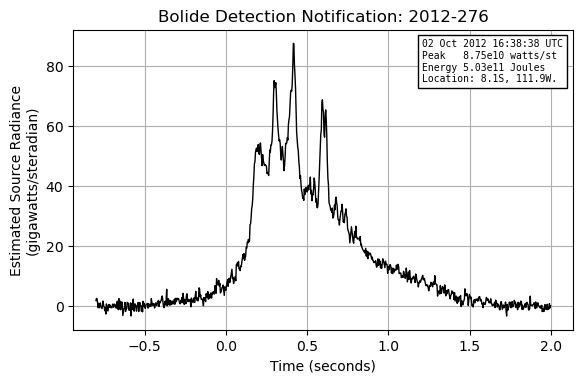 Bolide Detection Notification: 2012-276
02 Oct 2012 16:38:38 UTC
Peak   8.75e10 watts/st
Energy 5.03e11 Joules
Location: 8.1S, 111.9W.
Estimated Source Radiance
(gigawatts/steradian)
80
60
40
20
0
−0.5 0.0 0.5 1.0 1.5 2.0
Time (seconds)